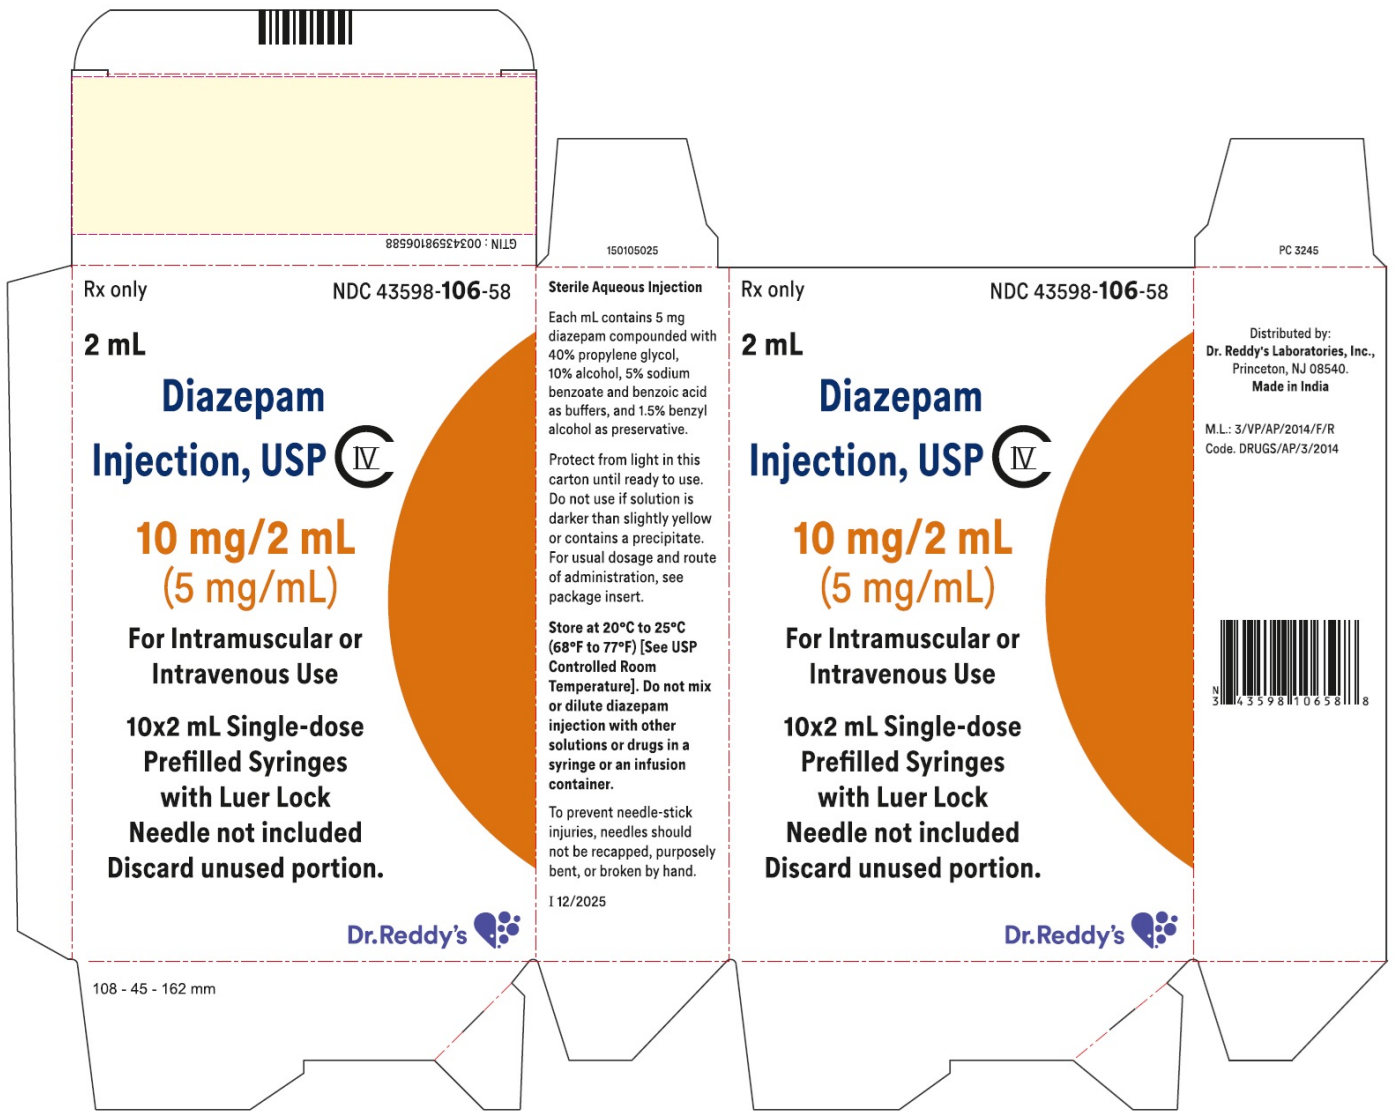 GTIN : 00343598106588
Rx only
NDC 43598-106-58
2 mL
Diazepam
Injection, USP CIV
10 mg/2 mL
(5 mg/mL)
For Intramuscular or
Intravenous Use
10x2 mL Single-dose
Prefilled Syringes
with Luer Lock
Needle not included
Discard unused portion.
Dr.Reddy's
108 - 45 - 162 mm
150105025
Sterile Aqueous Injection
Each mL contains 5 mg
diazepam compounded with
40% propylene glycol,
10% alcohol, 5% sodium
benzoate and benzoic acid
as buffers, and 1.5% benzyl
alcohol as preservative.
Protect from light in this
carton until ready to use.
Do not use if solution is
darker than slightly yellow
or contains a precipitate.
For usual dosage and route
of administration, see
package insert.
Store at 20°C to 25°C
(68°F to 77°F) [See USP
Controlled Room
Temperature]. Do not mix
or dilute diazepam
injection with other
solutions or drugs in a
syringe or an infusion
container.
To prevent needle-stick
injuries, needles should
not be recapped, purposely
bent, or broken by hand.
I 12/2025
Rx only
NDC 43598-106-58
2 mL
Diazepam
Injection, USP CIV
10 mg/2 mL
(5 mg/mL)
For Intramuscular or
Intravenous Use
10x2 mL Single-dose
Prefilled Syringes
with Luer Lock
Needle not included
Discard unused portion.
Dr.Reddy's
PC 3245
Distributed by:
Dr. Reddy's Laboratories, Inc.,
Princeton, NJ 08540.
Made in India
M.L.: 3/VP/AP/2014/F/R
Code. DRUGS/AP/3/2014
N
3 43598 10658 8